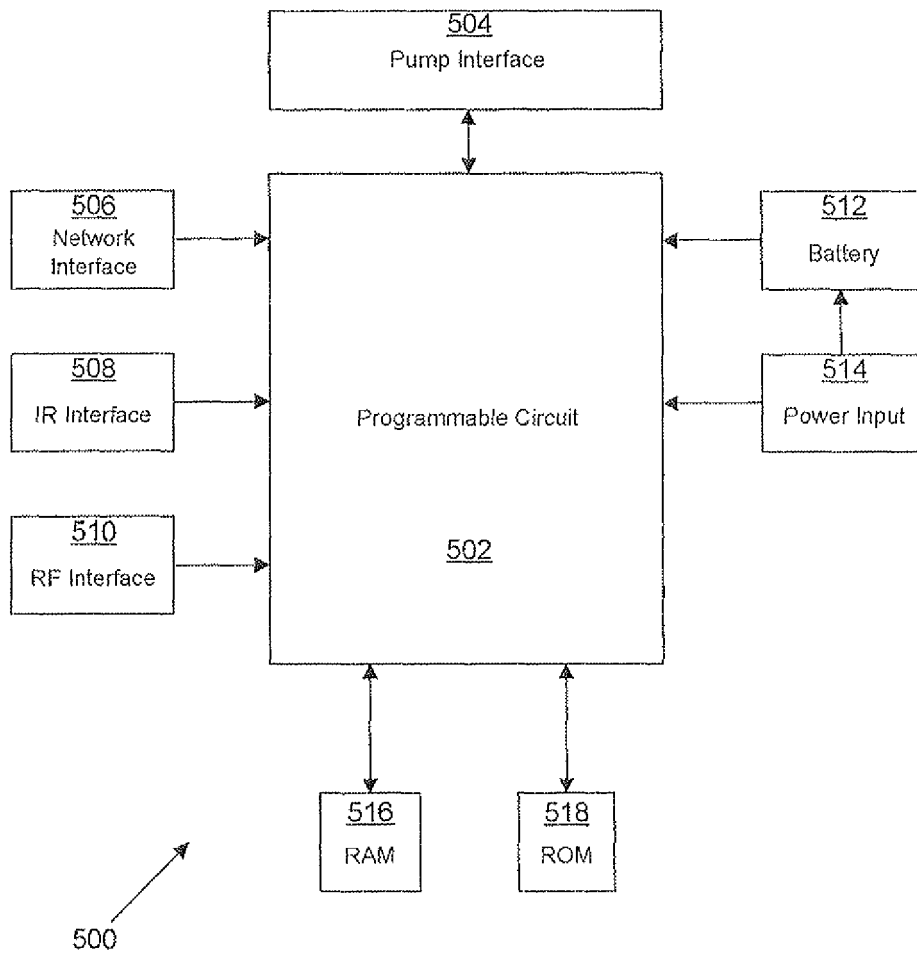 504
Pump Interface
506
Network
Interface
512
Battery
508
IR Interface
514
Power Input
Programmable Circuit
510
RF Interface
502
516
RAM
518
ROM
500